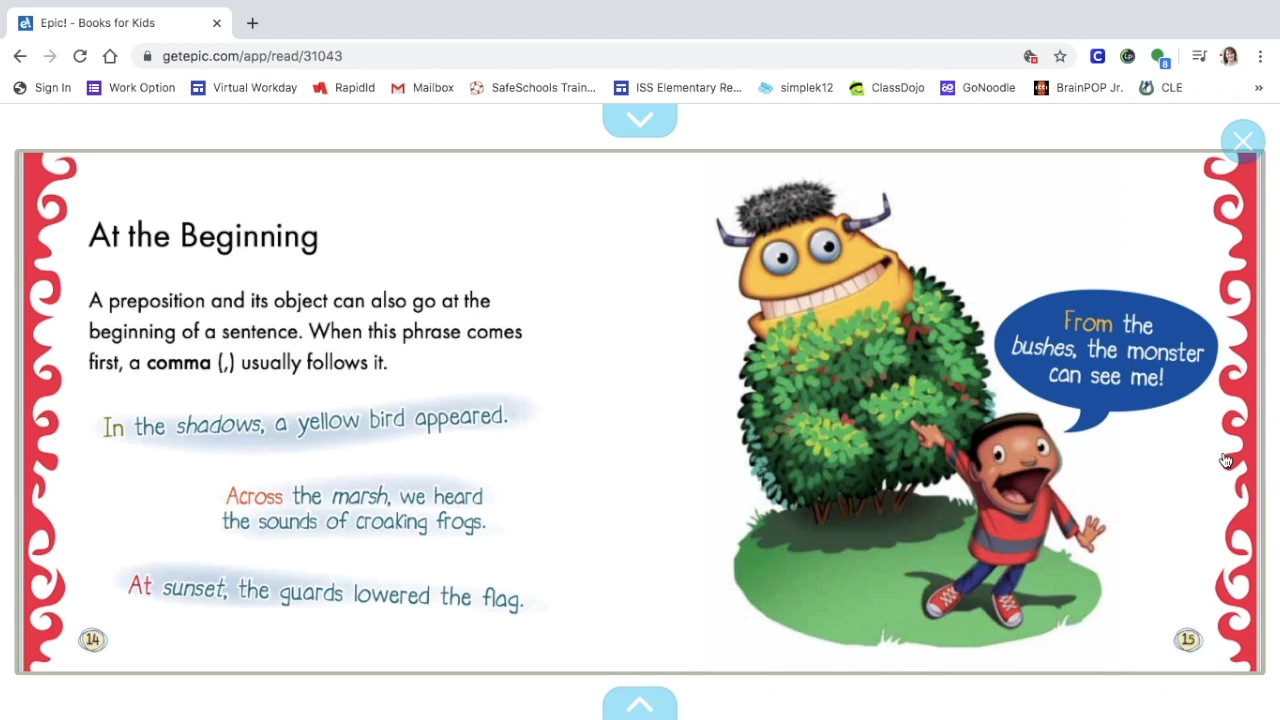 Epic! - Books for Kids
getepic.com/app/read/31043
Sign In Work Option Virtual Workday RapidId Mailbox SafeSchools Train... ISS Elementary Re... simplek12 ClassDojo GoNoodle BrainPOP Jr. CLE »
At the Beginning
A preposition and its object can also go at the
beginning of a sentence. When this phrase comes
first, a comma (,) usually follows it.
In the shadows, a yellow bird appeared.
Across the marsh, we heard
the sounds of croaking frogs.
At sunset, the guards lowered the flag.
14
From the
bushes, the monster
can see me!
15